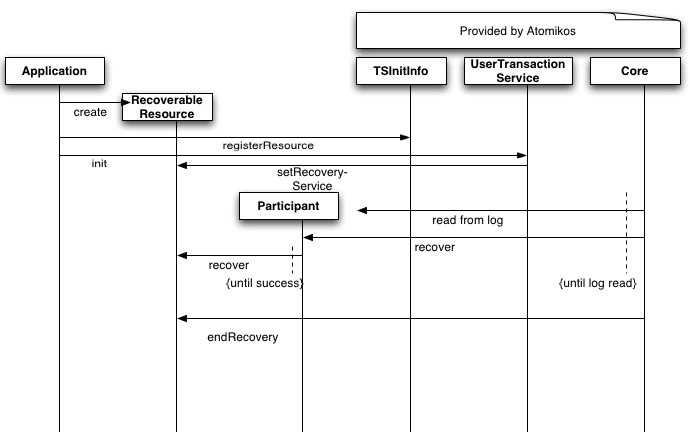 Provided by Atomikos
Application
TSInitInfo
UserTransaction
Service
Core
Recoverable
Resource
create
registerResource
init
setRecovery-
Service
Participant
read from log
recover
recover
{until success}
{until log read}
endRecovery